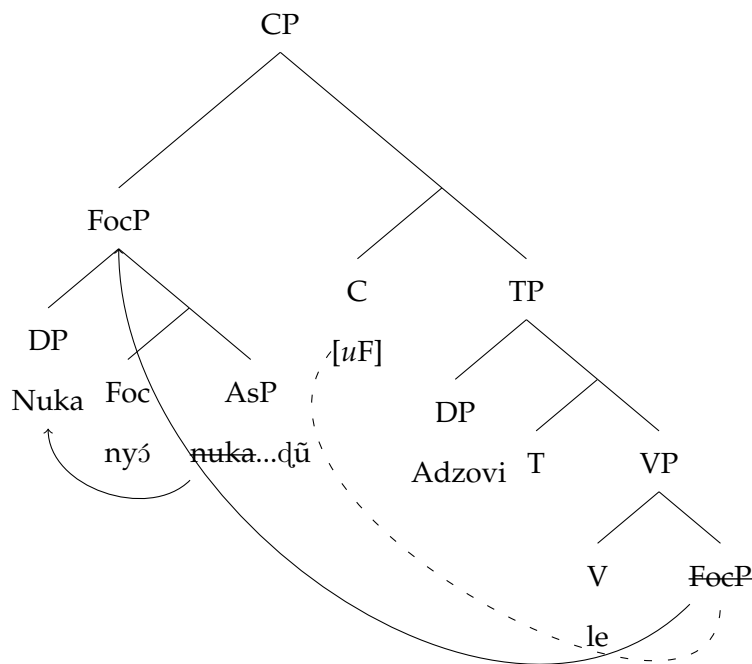 CP
FocP
C TP
DP [uF]
Nuka Foc AsP DP
nyɔ́ nuka...ɖũ Adzovi T VP
V FocP
le